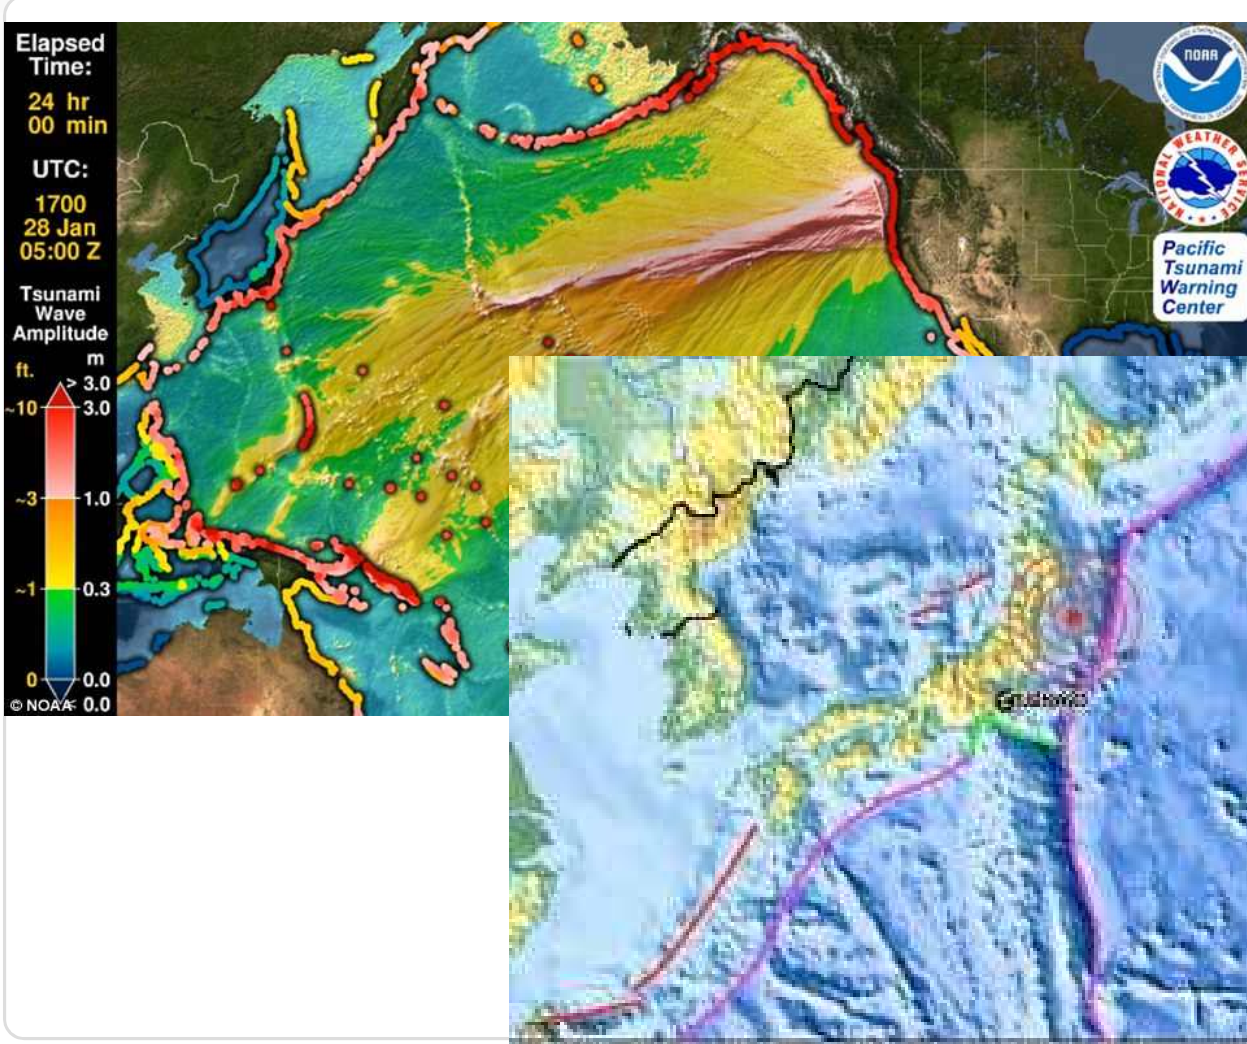 Elapsed
Time:
24 hr
00 min
UTC:
1700
28 Jan
05:00 Z
Tsunami
Wave
Amplitude
ft. m
> 3.0
~10 3.0
~3 1.0
~1 0.3
0 0.0
< 0.0
© NOAA
NOAA
NATIONAL WEATHER SERVICE
Pacific
Tsunami
Warning
Center